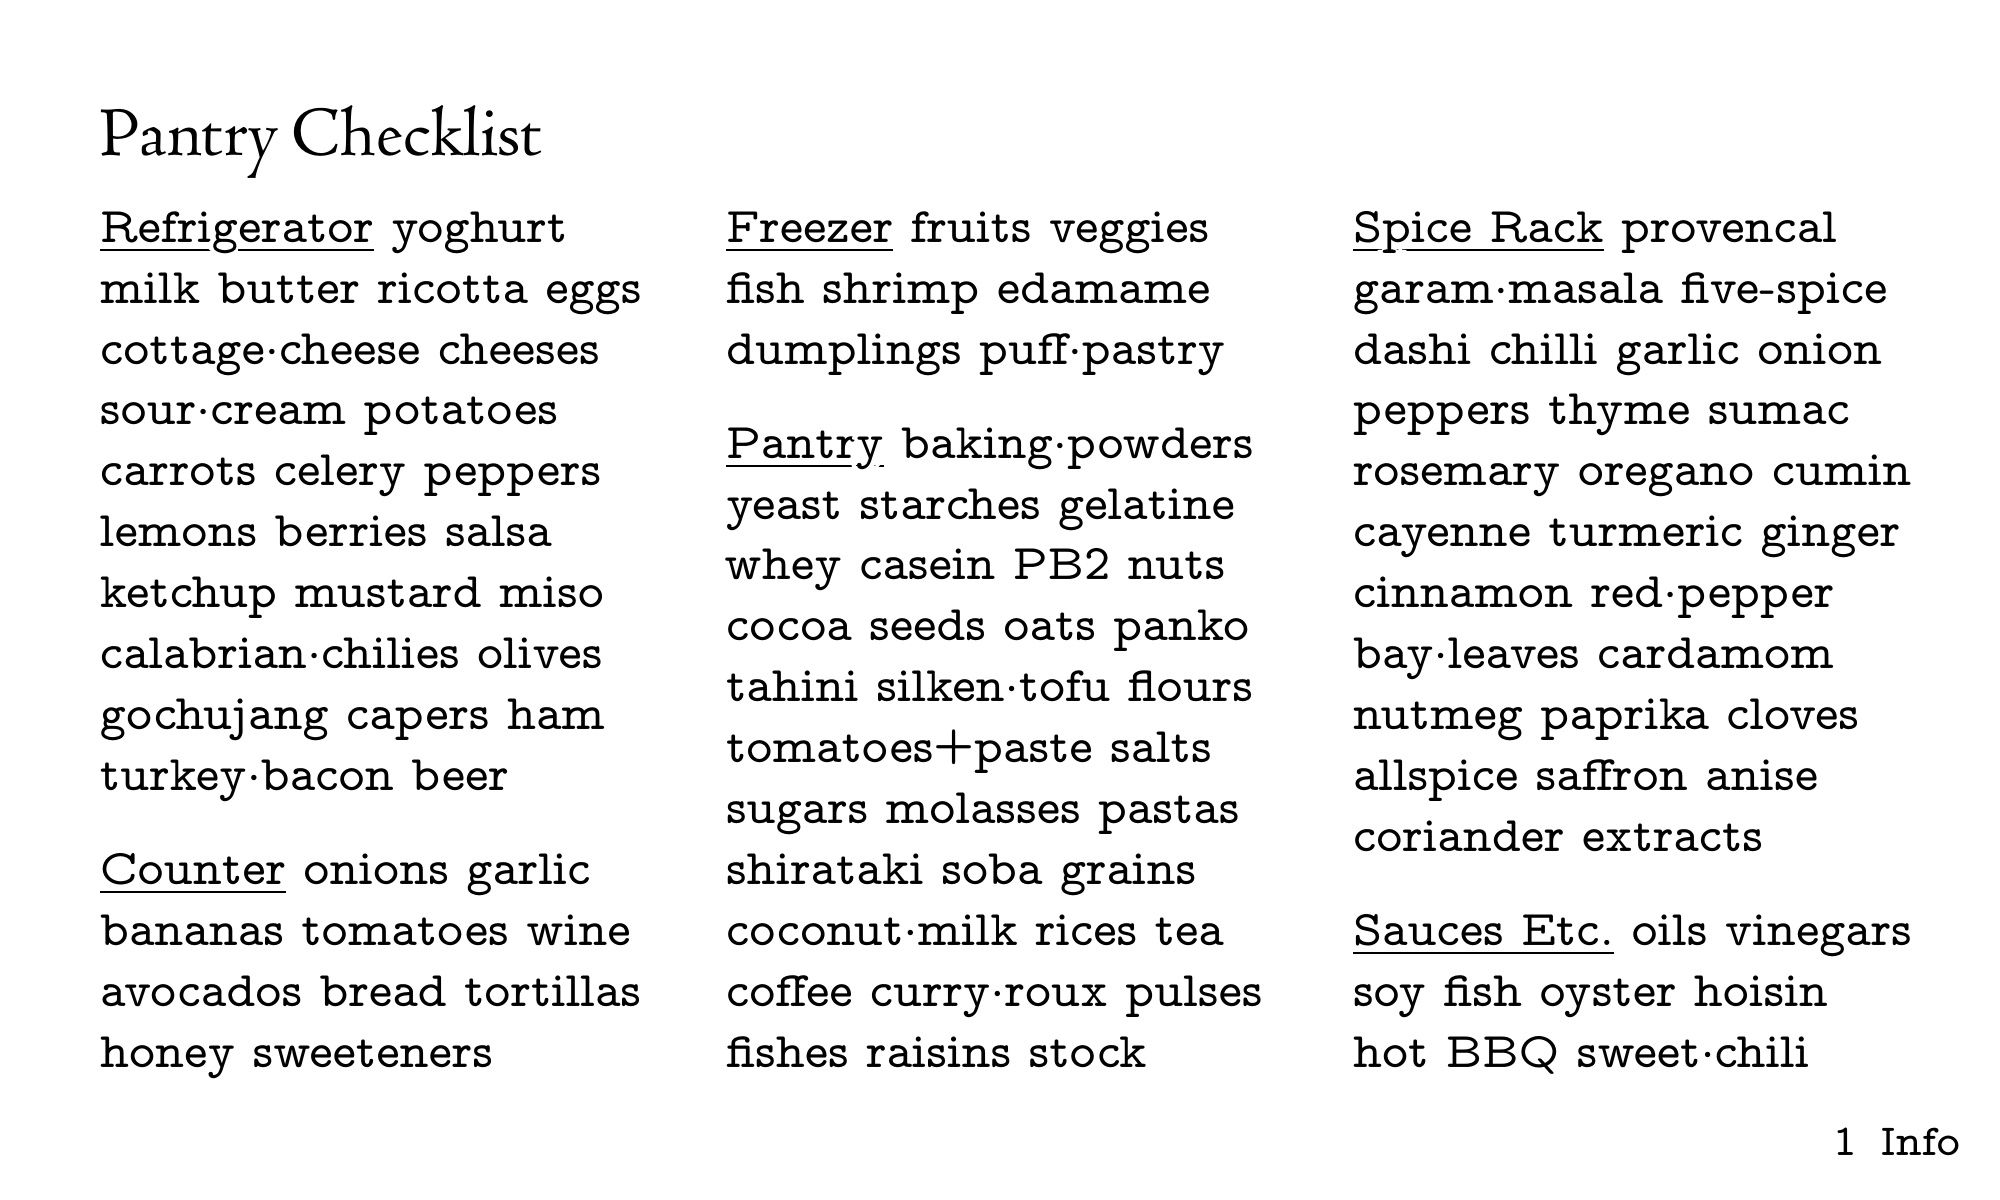 Pantry Checklist
Refrigerator yoghurt
milk butter ricotta eggs
cottage·cheese cheeses
sour·cream potatoes
carrots celery peppers
lemons berries salsa
ketchup mustard miso
calabrian·chilies olives
gochujang capers ham
turkey·bacon beer
Counter onions garlic
bananas tomatoes wine
avocados bread tortillas
honey sweeteners
Freezer fruits veggies
fish shrimp edamame
dumplings puff·pastry
Pantry baking·powders
yeast starches gelatine
whey casein PB2 nuts
cocoa seeds oats panko
tahini silken·tofu flours
tomatoes+paste salts
sugars molasses pastas
shirataki soba grains
coconut·milk rices tea
coffee curry·roux pulses
fishes raisins stock
Spice Rack provencal
garam·masala five-spice
dashi chilli garlic onion
peppers thyme sumac
rosemary oregano cumin
cayenne turmeric ginger
cinnamon red·pepper
bay·leaves cardamom
nutmeg paprika cloves
allspice saffron anise
coriander extracts
Sauces Etc. oils vinegars
soy fish oyster hoisin
hot BBQ sweet·chili
1 Info